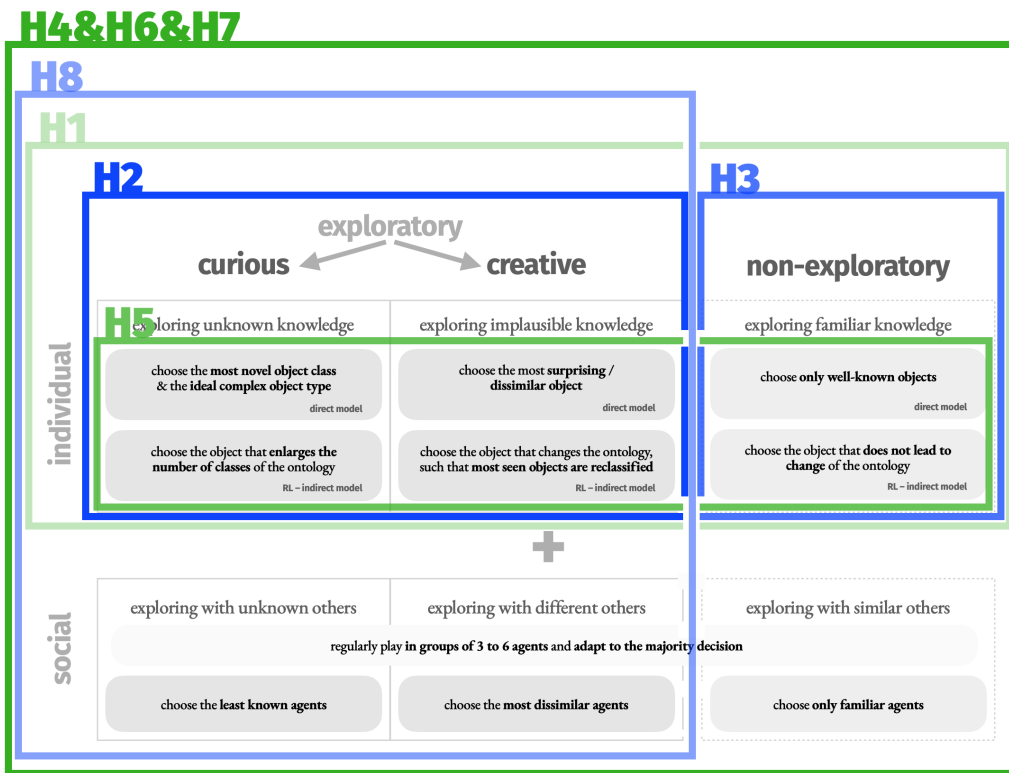 H4&H6&H7
H8
H1
H2
H3
exploratory
curious
creative
non-exploratory
H5
exploring unknown knowledge
exploring implausible knowledge
exploring familiar knowledge
individual
choose the most novel object class
& the ideal complex object type
direct model
choose the most surprising /
dissimilar object
direct model
choose only well-known objects
direct model
choose the object that enlarges the
number of classes of the ontology
RL – indirect model
choose the object that changes the ontology,
such that most seen objects are reclassified
RL – indirect model
choose the object that does not lead to
change of the ontology
RL – indirect model
+
social
exploring with unknown others
exploring with different others
exploring with similar others
regularly play in groups of 3 to 6 agents and adapt to the majority decision
choose the least known agents
choose the most dissimilar agents
choose only familiar agents